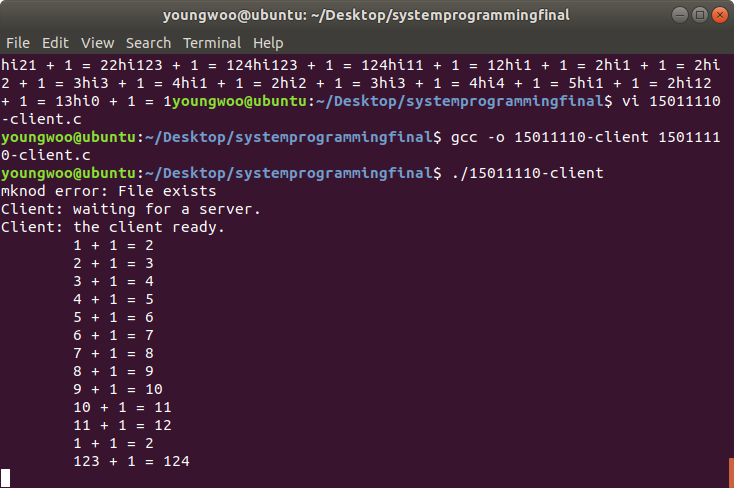 youngwoo@ubuntu: ~/Desktop/systemprogrammingfinal
File Edit View Search Terminal Help
hi21 + 1 = 22hi123 + 1 = 124hi123 + 1 = 124hi11 + 1 = 12hi1 + 1 = 2hi1 + 1 = 2hi
2 + 1 = 3hi3 + 1 = 4hi1 + 1 = 2hi2 + 1 = 3hi3 + 1 = 4hi4 + 1 = 5hi1 + 1 = 2hi12
+ 1 = 13hi0 + 1 = 1youngwoo@ubuntu:~/Desktop/systemprogrammingfinal$ vi 15011110
-client.c
youngwoo@ubuntu:~/Desktop/systemprogrammingfinal$ gcc -o 15011110-client 1501111
0-client.c
youngwoo@ubuntu:~/Desktop/systemprogrammingfinal$ ./15011110-client
mknod error: File exists
Client: waiting for a server.
Client: the client ready.
1 + 1 = 2
2 + 1 = 3
3 + 1 = 4
4 + 1 = 5
5 + 1 = 6
6 + 1 = 7
7 + 1 = 8
8 + 1 = 9
9 + 1 = 10
10 + 1 = 11
11 + 1 = 12
1 + 1 = 2
123 + 1 = 124